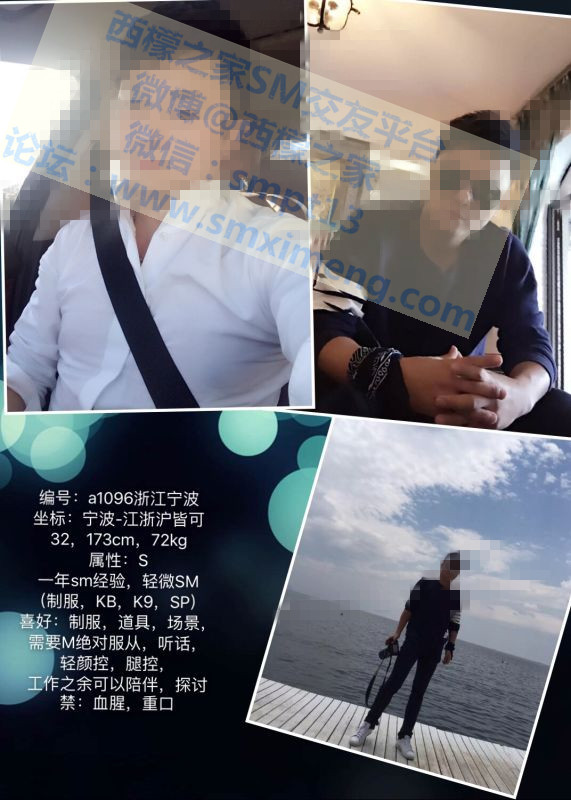 西檬之家SM交友平台
微博@西檬之家
微信：smpt13
论坛：www.smximeng.com
编号：a1096浙江宁波
坐标：宁波-江浙沪皆可
32，173cm，72kg
属性：S
一年sm经验，轻微SM
（制服，KB，K9，SP）
喜好：制服，道具，场景，
需要M绝对服从，听话，
轻颜控，腿控，
工作之余可以陪伴，探讨
禁：血腥，重口